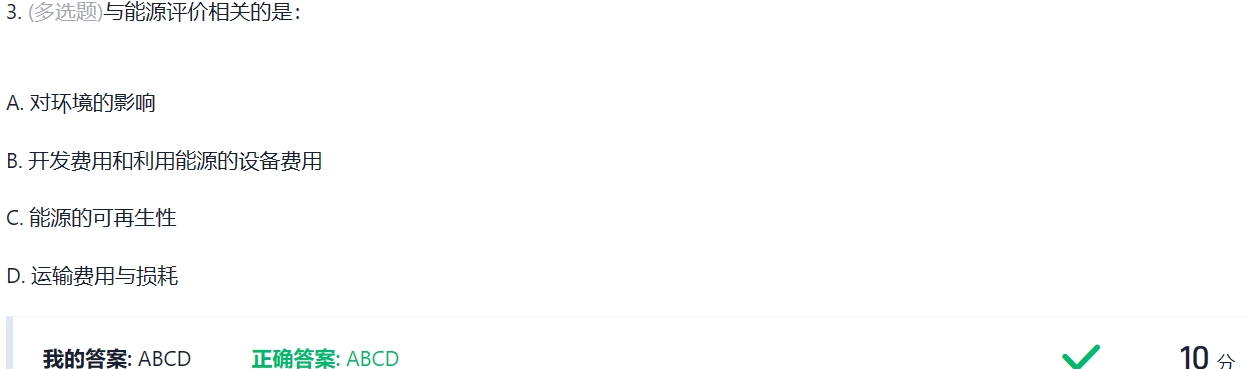 3. (多选题)与能源评价相关的是：
A. 对环境的影响
B. 开发费用和利用能源的设备费用
C. 能源的可再生性
D. 运输费用与损耗
我的答案: ABCD 正确答案: ABCD 10 分